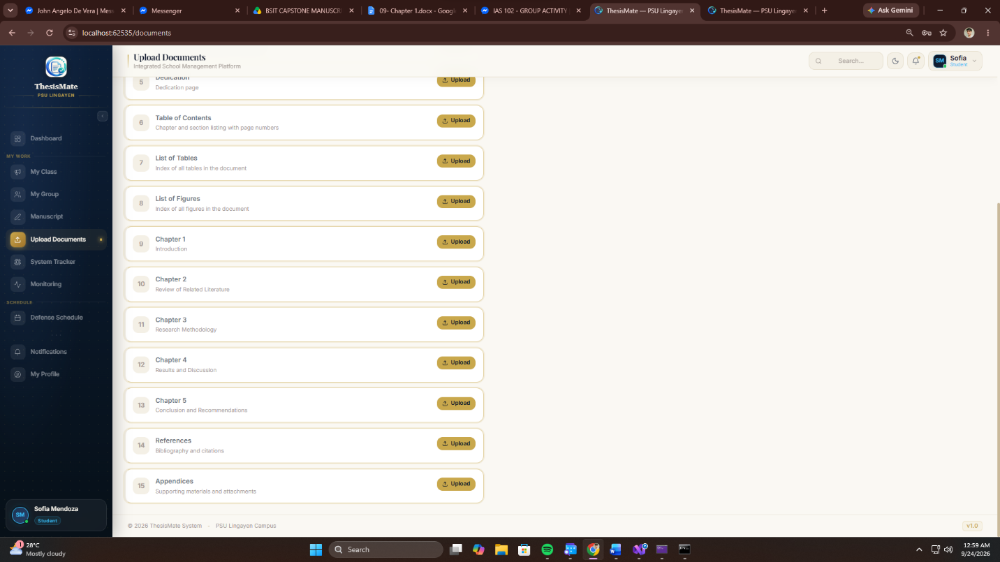 John Angelo De Vera | Mess
Messenger
BSIT CAPSTONE MANUSCR
09- Chapter 1.docx - Google
IAS 102 - GROUP ACTIVITY
ThesisMate — PSU Lingayen
ThesisMate — PSU Lingaye
Ask Gemini
localhost:62535/documents
ThesisMate
PSU LINGAYEN
Dashboard
MY WORK
My Class
My Group
Manuscript
Upload Documents
System Tracker
Monitoring
SCHEDULE
Defense Schedule
Notifications
My Profile
SM
Sofia Mendoza
Student
Upload Documents
Integrated School Management Platform
Search...
SM
Sofia
Student
5
Dedication
Dedication page
Upload
6
Table of Contents
Chapter and section listing with page numbers
Upload
7
List of Tables
Index of all tables in the document
Upload
8
List of Figures
Index of all figures in the document
Upload
9
Chapter 1
Introduction
Upload
10
Chapter 2
Review of Related Literature
Upload
11
Chapter 3
Research Methodology
Upload
12
Chapter 4
Results and Discussion
Upload
13
Chapter 5
Conclusion and Recommendations
Upload
14
References
Bibliography and citations
Upload
15
Appendices
Supporting materials and attachments
Upload
© 2026 ThesisMate System - PSU Lingayen Campus
v1.0
1
28°C
Mostly cloudy
Search
12:59 AM
9/24/2026